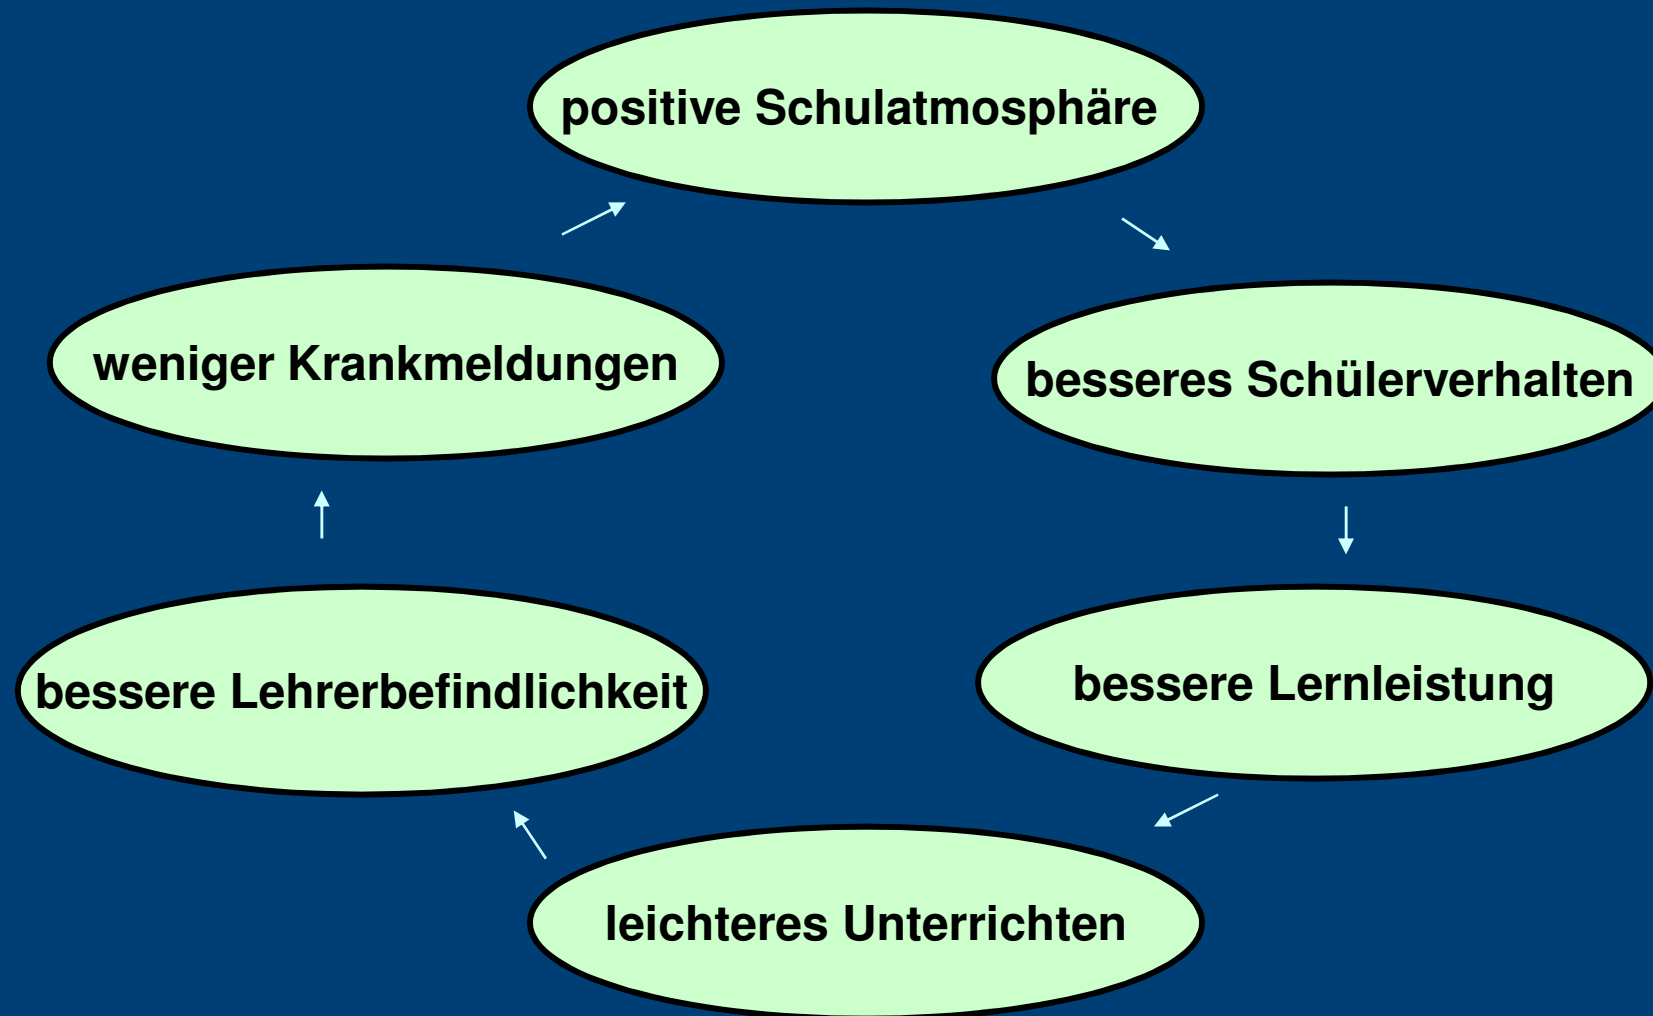 positive Schulatmosphäre
weniger Krankmeldungen
besseres Schülerverhalten
bessere Lehrerbefindlichkeit
bessere Lernleistung
leichteres Unterrichten